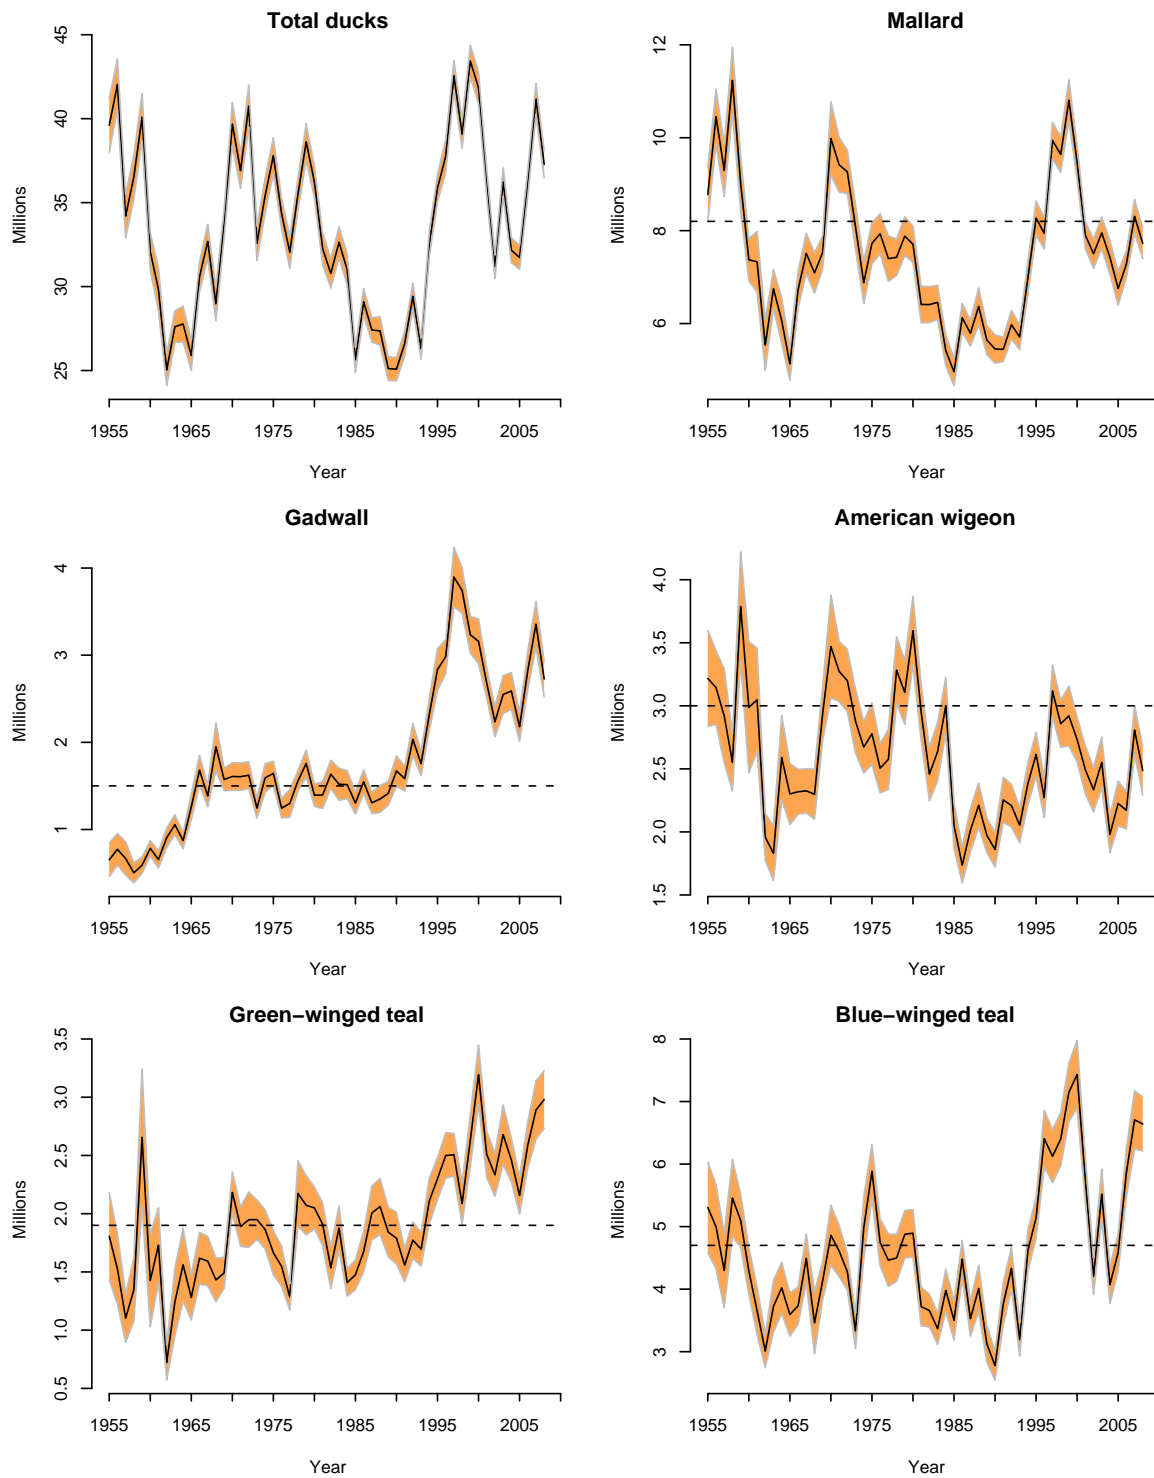 Total ducks
45
40
35
30
25
Millions
1955 1965 1975 1985 1995 2005
Year
Mallard
12
10
8
6
Millions
1955 1965 1975 1985 1995 2005
Year
Gadwall
4
3
2
1
Millions
1955 1965 1975 1985 1995 2005
Year
American wigeon
4.0
3.5
3.0
2.5
2.0
1.5
Millions
1955 1965 1975 1985 1995 2005
Year
Green−winged teal
3.5
3.0
2.5
2.0
1.5
1.0
0.5
Millions
1955 1965 1975 1985 1995 2005
Year
Blue−winged teal
8
7
6
5
4
3
Millions
1955 1965 1975 1985 1995 2005
Year